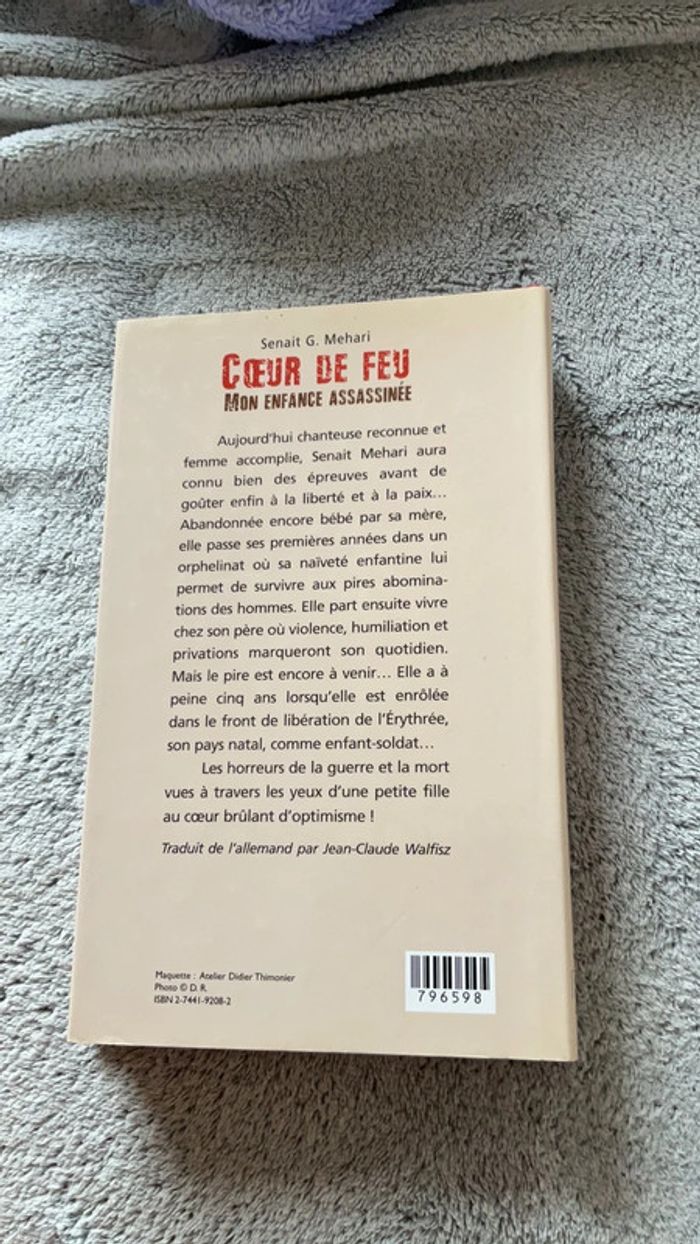 Senait G. Mehari
CŒUR DE FEU
MON ENFANCE ASSASSINÉE
Aujourd'hui chanteuse reconnue et
femme accomplie, Senait Mehari aura
connu bien des épreuves avant de
goûter enfin à la liberté et à la paix...
Abandonnée encore bébé par sa mère,
elle passe ses premières années dans un
orphelinat où sa naïveté enfantine lui
permet de survivre aux pires abomina-
tions des hommes. Elle part ensuite vivre
chez son père où violence, humiliation et
privations marqueront son quotidien.
Mais le pire est encore à venir... Elle a à
peine cinq ans lorsqu'elle est enrôlée
dans le front de libération de l'Érythrée,
son pays natal, comme enfant-soldat...
Les horreurs de la guerre et la mort
vues à travers les yeux d'une petite fille
au cœur brûlant d'optimisme !
Traduit de l'allemand par Jean-Claude Walfisz
Maquette : Atelier Didier Thimonier
Photo © D. R.
ISBN 2-7441-9208-2
796598